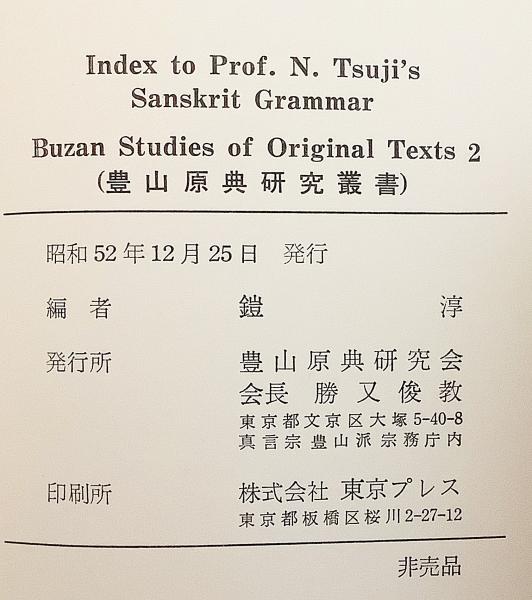 Index to Prof. N. Tsuji's
Sanskrit Grammar
Buzan Studies of Original Texts 2
(豊山原典研究叢書)
昭和52年12月25日 発行
編者 鎧 淳
発行所 豊山原典研究会
会長 勝又俊教
東京都文京区大塚5-40-8
真言宗豊山派宗務庁内
印刷所 株式会社 東京プレス
東京都板橋区桜川2-27-12
非売品